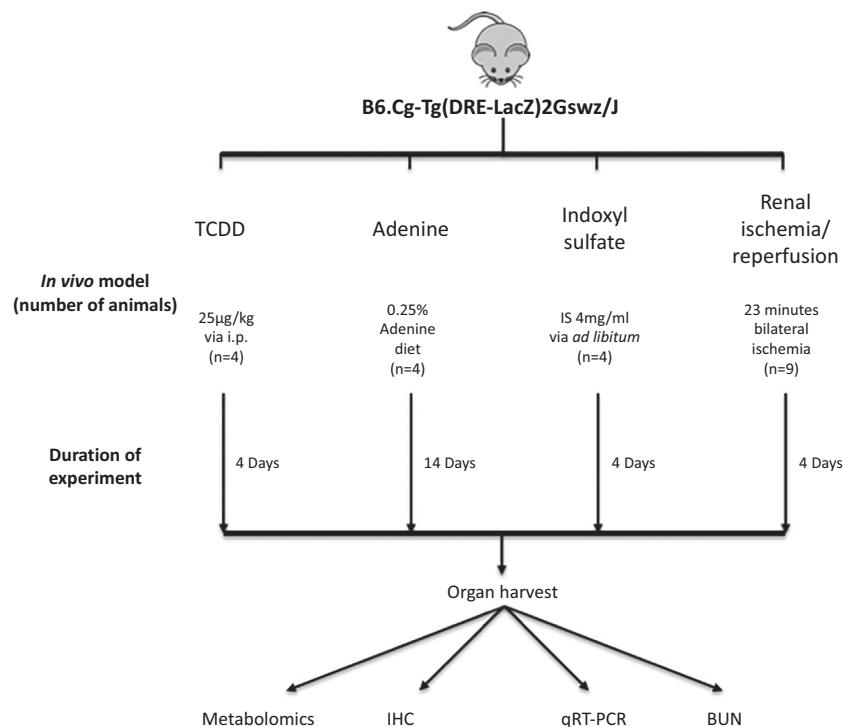 B6.Cg-Tg(DRE-LacZ)2Gswz/J
In vivo model
(number of animals)
TCDD
25µg/kg
via i.p.
(n=4)
Adenine
0.25%
Adenine
diet
(n=4)
Indoxyl
sulfate
IS 4mg/ml
via ad libitum
(n=4)
Renal
ischemia/
reperfusion
23 minutes
bilateral
ischemia
(n=9)
Duration of
experiment
4 Days
14 Days
4 Days
4 Days
Organ harvest
Metabolomics
IHC
qRT-PCR
BUN